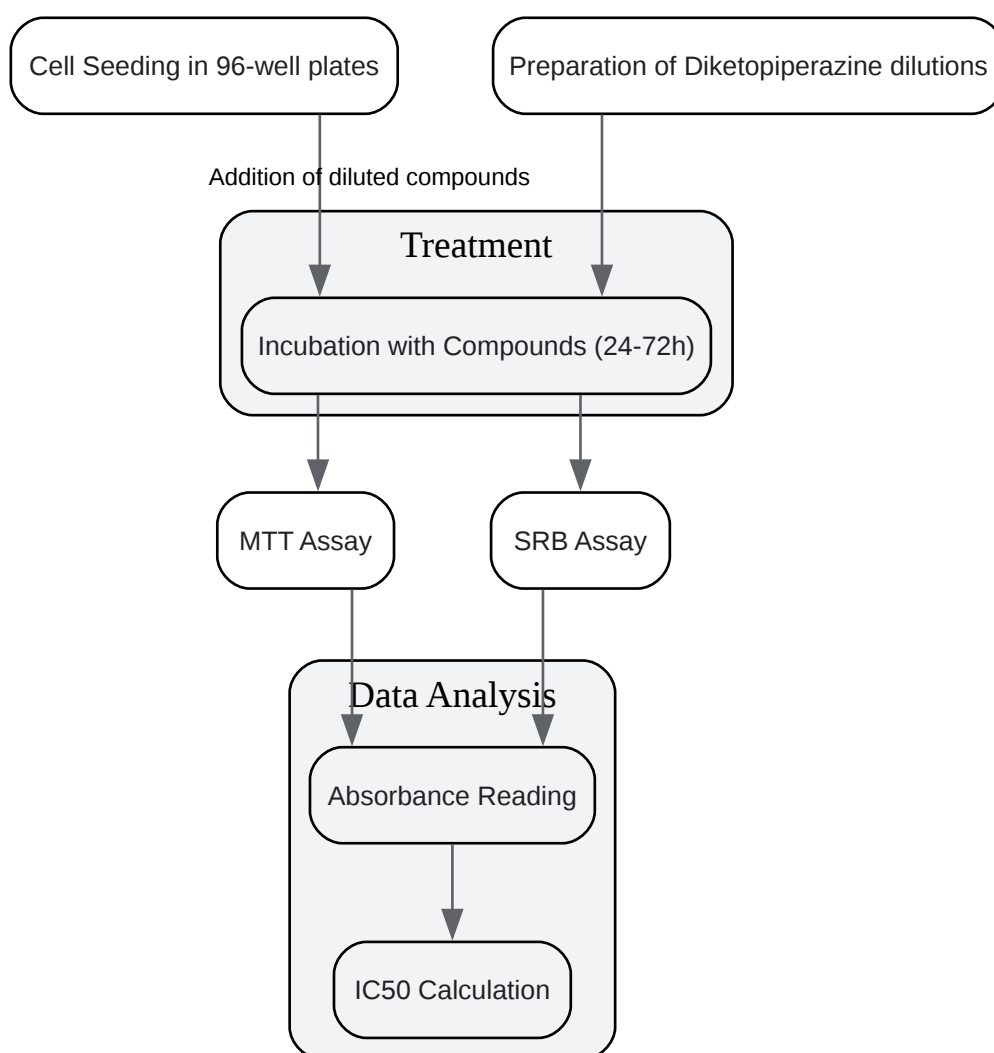 Cell Seeding in 96-well plates
Preparation of Diketopiperazine dilutions
Addition of diluted compounds
Treatment
Incubation with Compounds (24-72h)
MTT Assay
SRB Assay
Data Analysis
Absorbance Reading
IC50 Calculation